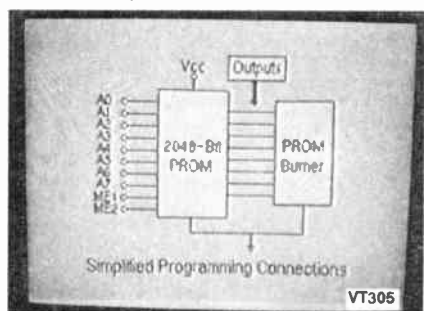 Vcc
Outputs
A0
A1
A2
A3
A4
A5
A6
A7
ME1
ME2
2048-Bit
PROM
PROM
Burner
Simplified Programming Connections
VT305